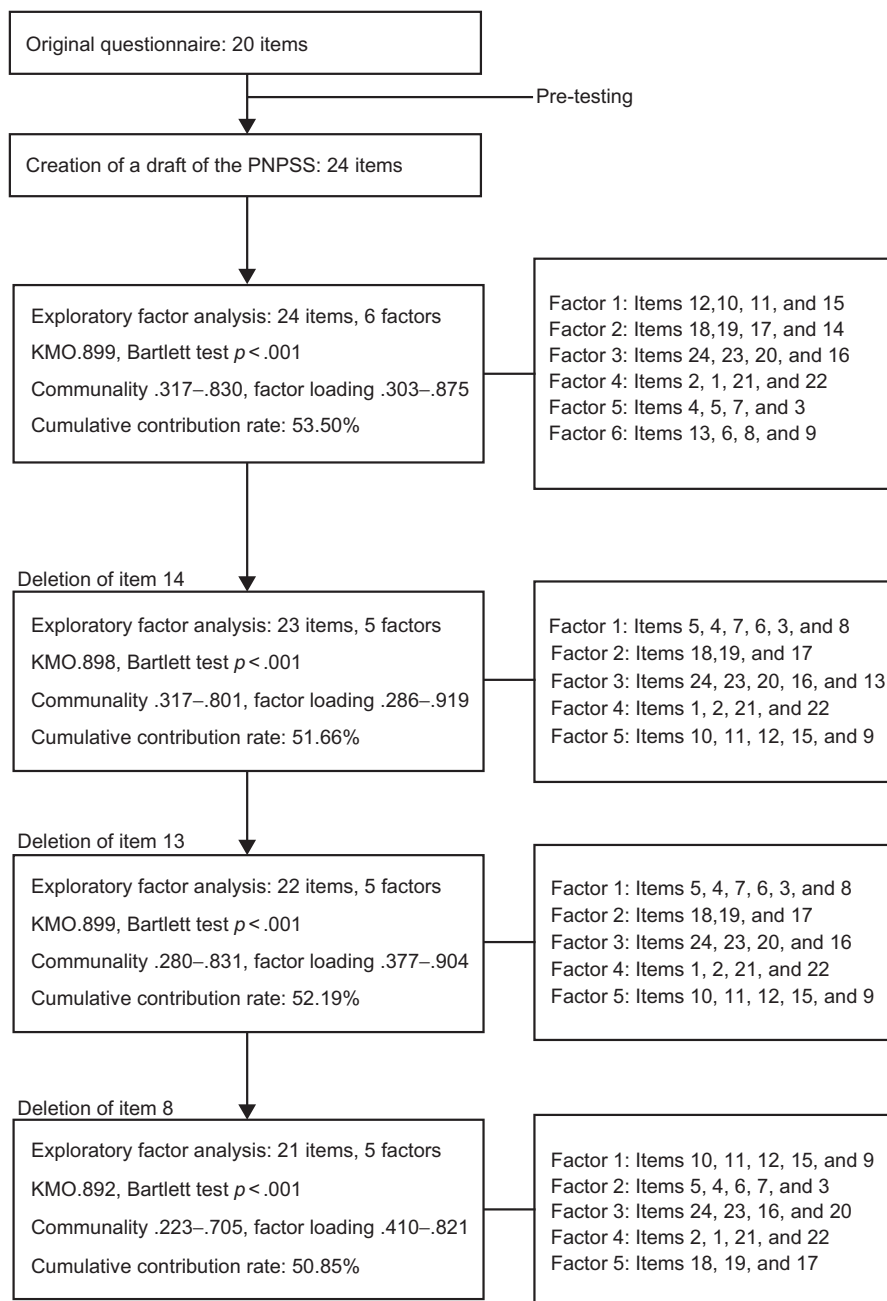 Original questionnaire: 20 items
Pre-testing
Creation of a draft of the PNPSS: 24 items
Exploratory factor analysis: 24 items, 6 factors
KMO.899, Bartlett test p < .001
Communality .317–.830, factor loading .303–.875
Cumulative contribution rate: 53.50%
Factor 1: Items 12,10, 11, and 15
Factor 2: Items 18,19, 17, and 14
Factor 3: Items 24, 23, 20, and 16
Factor 4: Items 2, 1, 21, and 22
Factor 5: Items 4, 5, 7, and 3
Factor 6: Items 13, 6, 8, and 9
Deletion of item 14
Exploratory factor analysis: 23 items, 5 factors
KMO.898, Bartlett test p < .001
Communality .317–.801, factor loading .286–.919
Cumulative contribution rate: 51.66%
Factor 1: Items 5, 4, 7, 6, 3, and 8
Factor 2: Items 18,19, and 17
Factor 3: Items 24, 23, 20, 16, and 13
Factor 4: Items 1, 2, 21, and 22
Factor 5: Items 10, 11, 12, 15, and 9
Deletion of item 13
Exploratory factor analysis: 22 items, 5 factors
KMO.899, Bartlett test p < .001
Communality .280–.831, factor loading .377–.904
Cumulative contribution rate: 52.19%
Factor 1: Items 5, 4, 7, 6, 3, and 8
Factor 2: Items 18,19, and 17
Factor 3: Items 24, 23, 20, and 16
Factor 4: Items 1, 2, 21, and 22
Factor 5: Items 10, 11, 12, 15, and 9
Deletion of item 8
Exploratory factor analysis: 21 items, 5 factors
KMO.892, Bartlett test p < .001
Communality .223–.705, factor loading .410–.821
Cumulative contribution rate: 50.85%
Factor 1: Items 10, 11, 12, 15, and 9
Factor 2: Items 5, 4, 6, 7, and 3
Factor 3: Items 24, 23, 16, and 20
Factor 4: Items 2, 1, 21, and 22
Factor 5: Items 18, 19, and 17